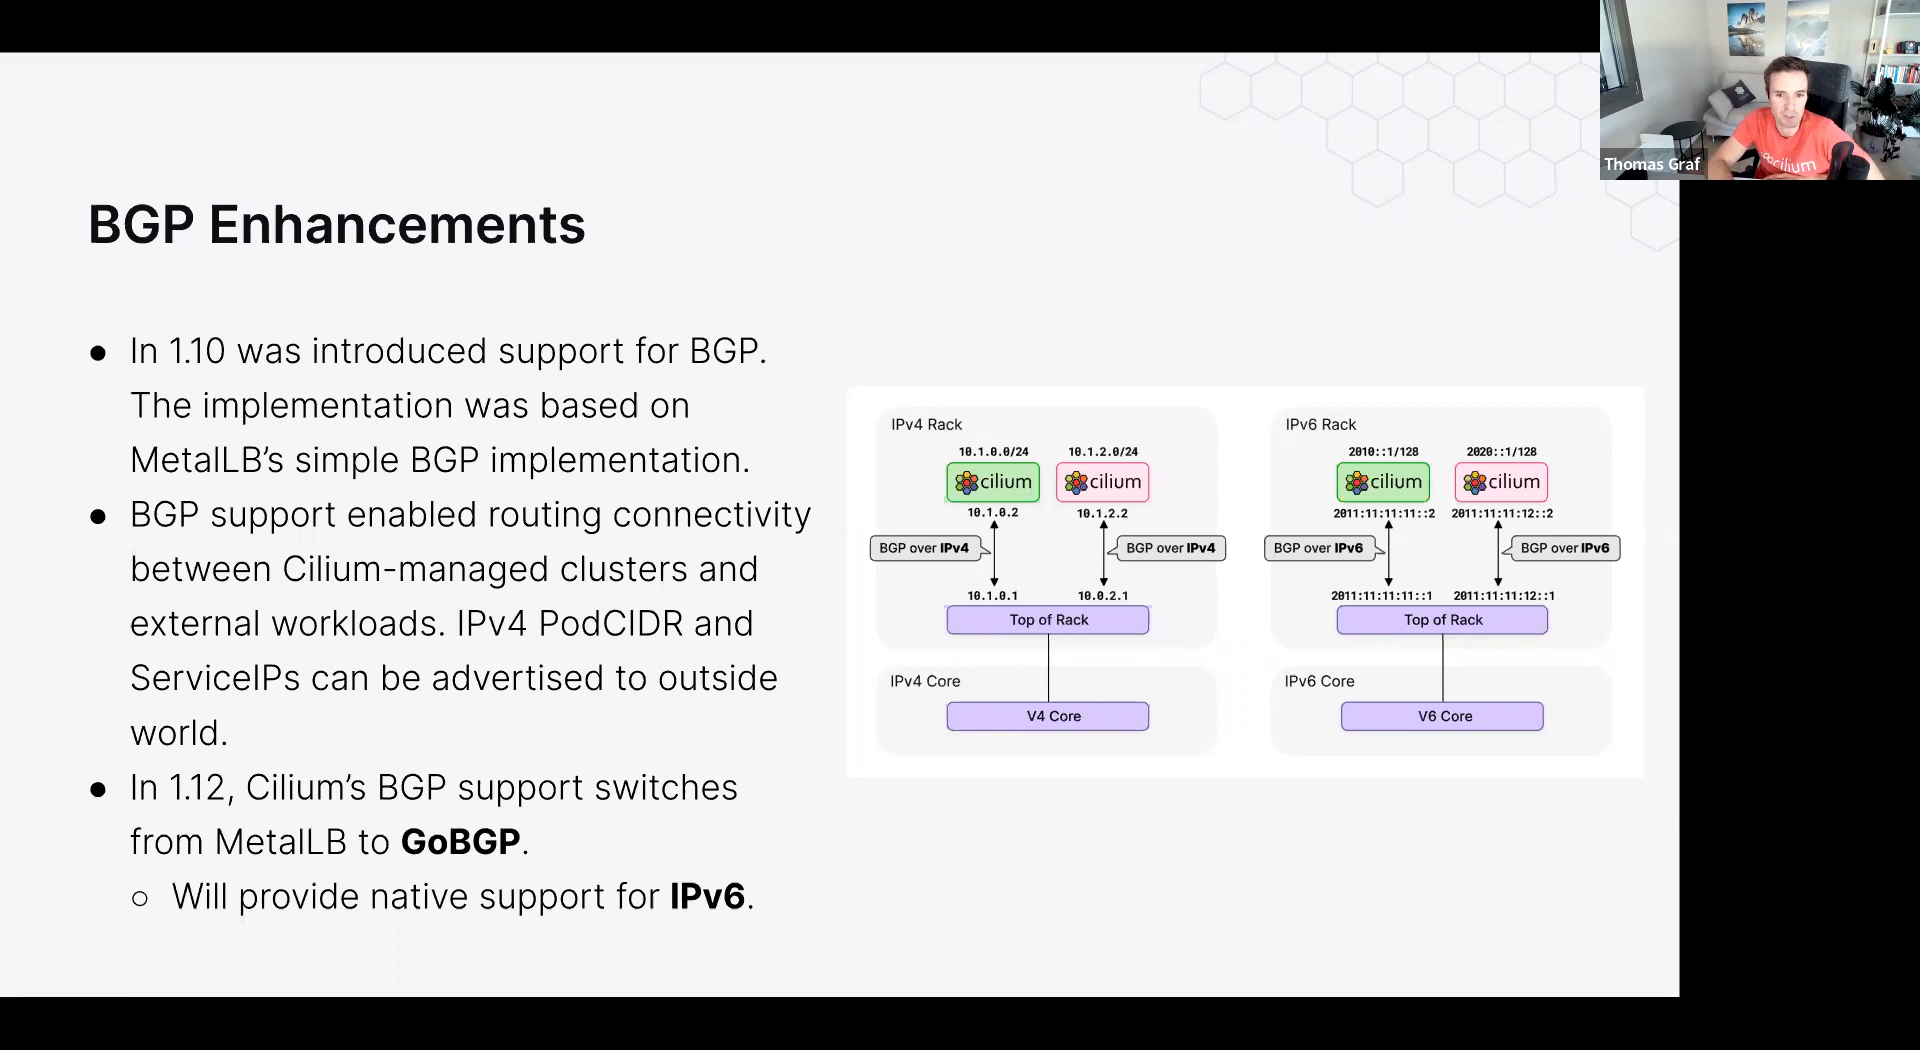 Thomas Graf
cilium
BGP Enhancements
● In 1.10 was introduced support for BGP.
The implementation was based on
MetalLB’s simple BGP implementation.
● BGP support enabled routing connectivity
between Cilium-managed clusters and
external workloads. IPv4 PodCIDR and
ServiceIPs can be advertised to outside
world.
● In 1.12, Cilium’s BGP support switches
from MetalLB to GoBGP.
○ Will provide native support for IPv6.
IPv4 Rack
10.1.0.0/24 10.1.2.0/24
cilium cilium
10.1.0.2 10.1.2.2
BGP over IPv4 BGP over IPv4
10.1.0.1 10.0.2.1
Top of Rack
IPv4 Core
V4 Core
IPv6 Rack
2010::1/128 2020::1/128
cilium cilium
2011:11:11:11::2 2011:11:11:12::2
BGP over IPv6 BGP over IPv6
2011:11:11:11::1 2011:11:11:12::1
Top of Rack
IPv6 Core
V6 Core